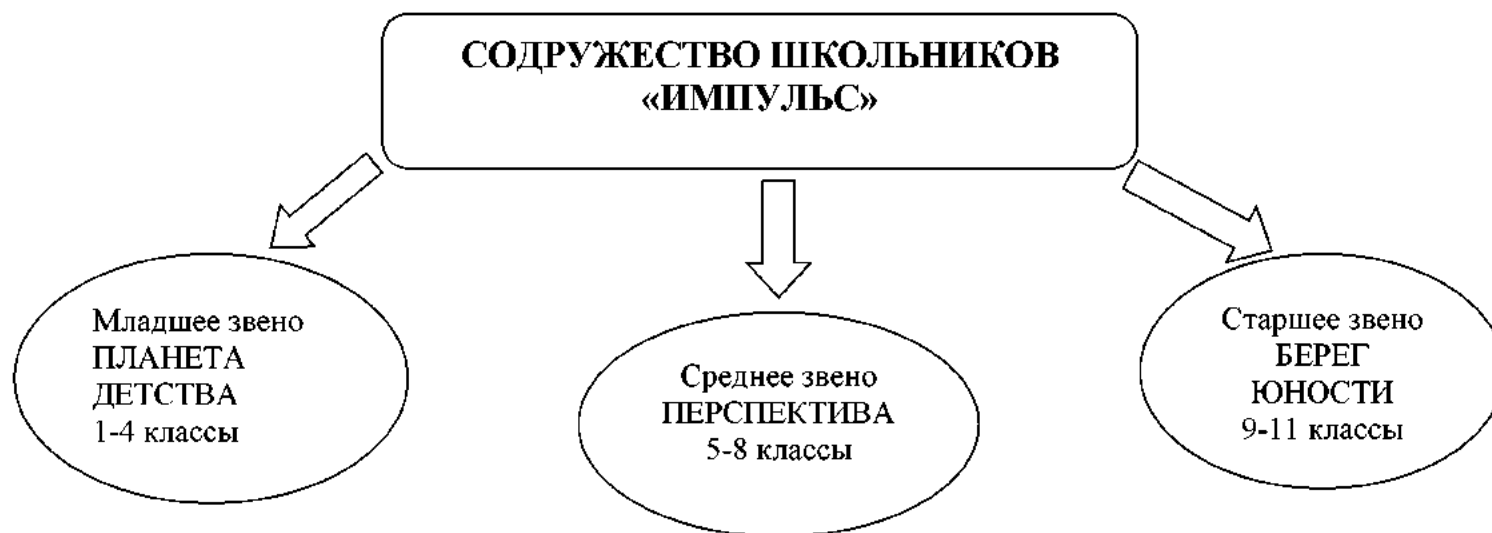 СОДРУЖЕСТВО ШКОЛЬНИКОВ
«ИМПУЛЬС»
Младшее звено
ПЛАНЕТА
ДЕТСТВА
1-4 классы
Среднее звено
ПЕРСПЕКТИВА
5-8 классы
Старшее звено
БЕРЕГ
ЮНОСТИ
9-11 классы